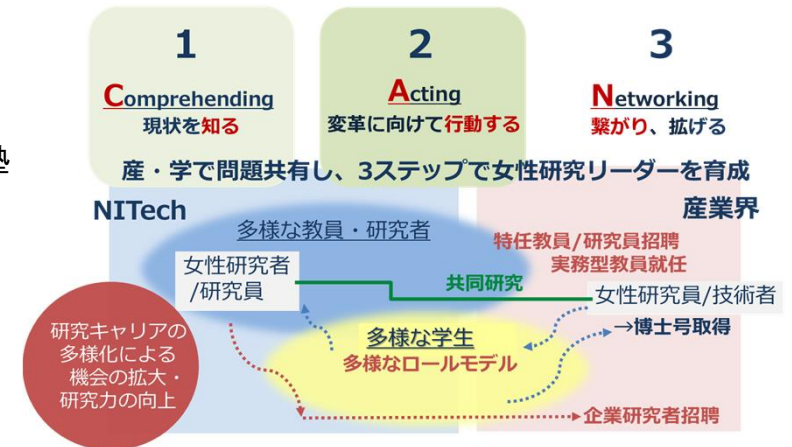 1
Comprehending
現状を知る
2
Acting
変革に向けて行動する
3
Networking
繋がり、拡げる
塾
産・学で問題共有し、3ステップで女性研究リーダーを育成
NITech
産業界
多様な教員・研究者
特任教員/研究員招聘
実務型教員就任
女性研究者
/研究員
共同研究
女性研究員/技術者
→博士号取得
多様な学生
多様なロールモデル
研究キャリアの
多様化による
機会の拡大・
研究力の向上
企業研究者招聘